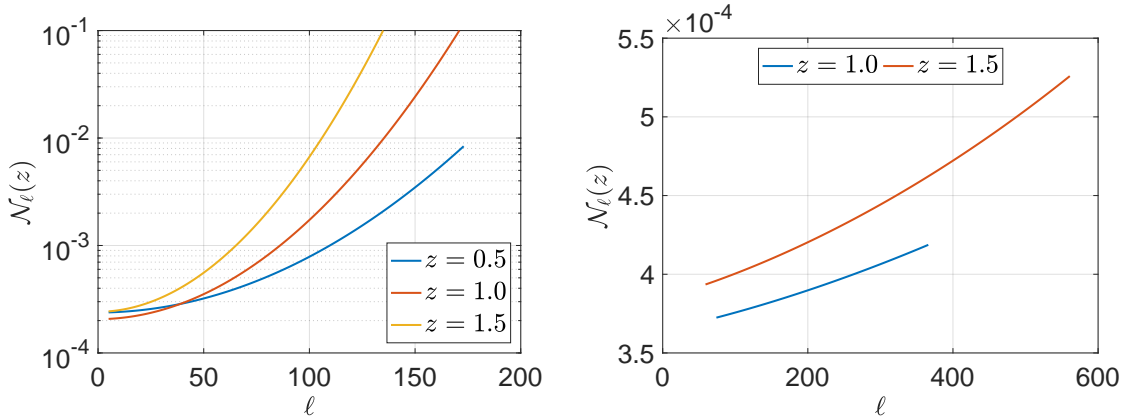 10^-1
10^-2
10^-3
10^-4
𝒩_ℓ(z)
z = 0.5
z = 1.0
z = 1.5
0 50 100 150 200
ℓ
×10^-4
5.5
5
4.5
4
3.5
𝒩_ℓ(z)
z = 1.0 z = 1.5
0 200 400 600
ℓ